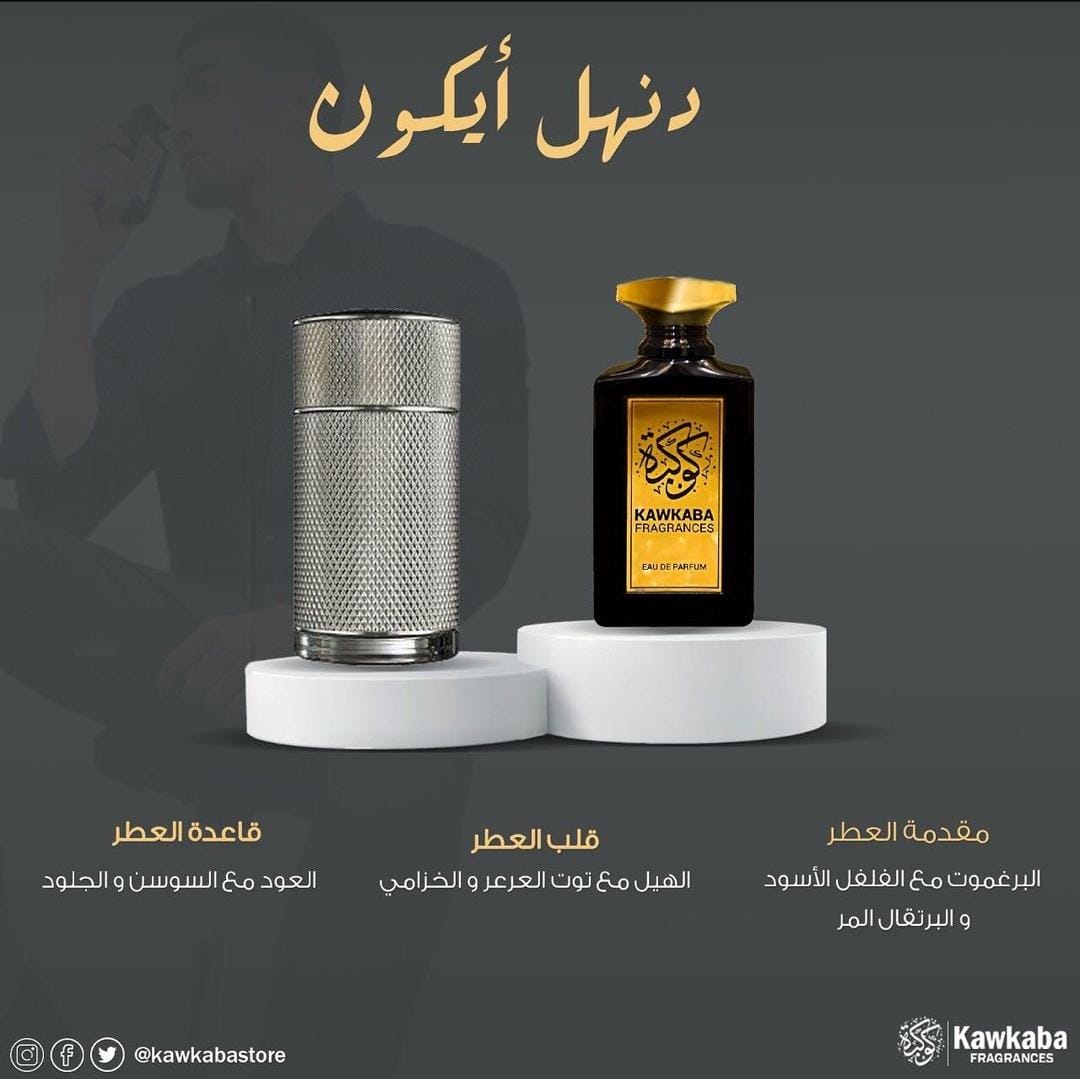 دنهل أيكون
كوكبة
KAWKABA
FRAGRANCES
EAU DE PARFUM
مقدمة العطر
البرغموت مع الفلفل الأسود
و البرتقال المر
قلب العطر
الهيل مع توت العرعر و الخزامي
قاعدة العطر
العود مع السوسن و الجلود
@kawkabastore
كوكبة
Kawkaba
FRAGRANCES